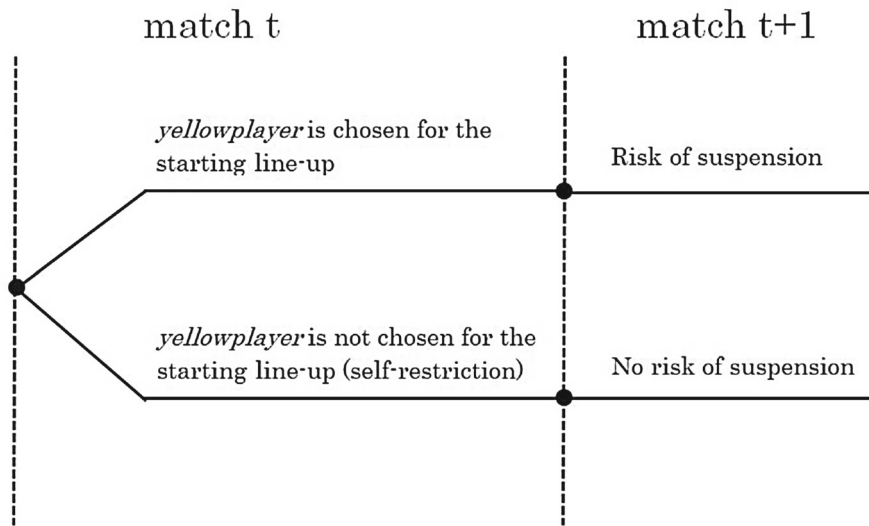 match t
match t+1
yellowplayer is chosen for the
starting line-up
Risk of suspension
yellowplayer is not chosen for the
starting line-up (self-restriction)
No risk of suspension